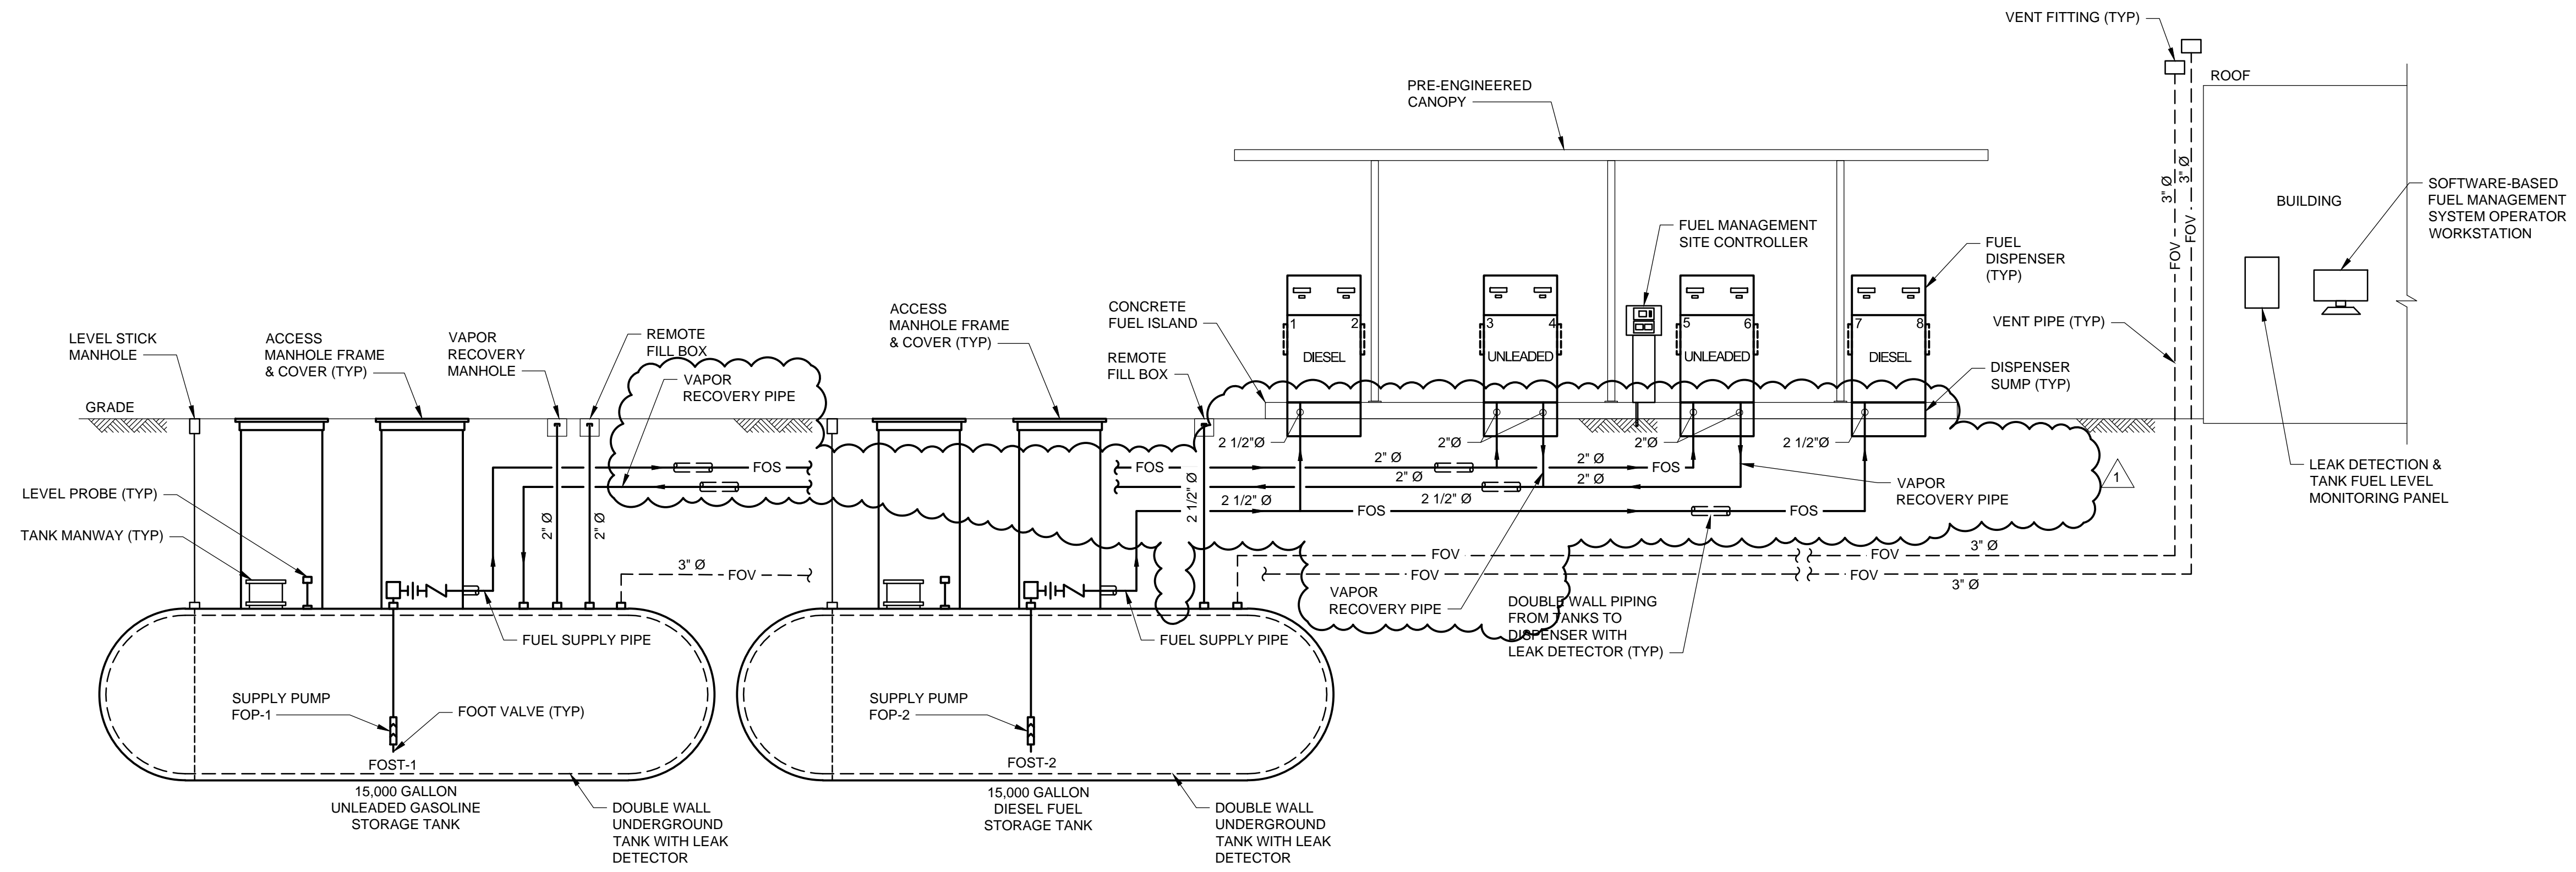 VENT FITTING (TYP)
ROOF
PRE-ENGINEERED
CANOPY
3" Ø
3" Ø
FOV
FOV
BUILDING
SOFTWARE-BASED
FUEL MANAGEMENT
SYSTEM OPERATOR
WORKSTATION
FUEL MANAGEMENT
SITE CONTROLLER
FUEL
DISPENSER
(TYP)
VENT PIPE (TYP)
LEVEL STICK
MANHOLE
ACCESS
MANHOLE FRAME
& COVER (TYP)
VAPOR
RECOVERY
MANHOLE
REMOTE
FILL BOX
VAPOR
RECOVERY PIPE
ACCESS
MANHOLE FRAME
& COVER (TYP)
CONCRETE
FUEL ISLAND
REMOTE
FILL BOX
1 2
DIESEL
3 4
UNLEADED
5 6
UNLEADED
7 8
DIESEL
DISPENSER
SUMP (TYP)
GRADE
2 1/2"Ø
2"Ø
2"Ø
2 1/2"Ø
FOS
FOS
2" Ø
2" Ø
FOS
2" Ø
2" Ø
2 1/2" Ø
2 1/2" Ø
FOS
FOS
2 1/2" Ø
2" Ø
2" Ø
VAPOR
RECOVERY PIPE
1
LEAK DETECTION &
TANK FUEL LEVEL
MONITORING PANEL
LEVEL PROBE (TYP)
TANK MANWAY (TYP)
3" Ø
FOV
FOV
FOV
3" Ø
FOV
FOV
3" Ø
VAPOR
RECOVERY PIPE
DOUBLE WALL PIPING
FROM TANKS TO
DISPENSER WITH
LEAK DETECTOR (TYP)
FUEL SUPPLY PIPE
FUEL SUPPLY PIPE
SUPPLY PUMP
FOP-1
FOOT VALVE (TYP)
FOST-1
SUPPLY PUMP
FOP-2
FOST-2
15,000 GALLON
UNLEADED GASOLINE
STORAGE TANK
DOUBLE WALL
UNDERGROUND
TANK WITH LEAK
DETECTOR
15,000 GALLON
DIESEL FUEL
STORAGE TANK
DOUBLE WALL
UNDERGROUND
TANK WITH LEAK
DETECTOR